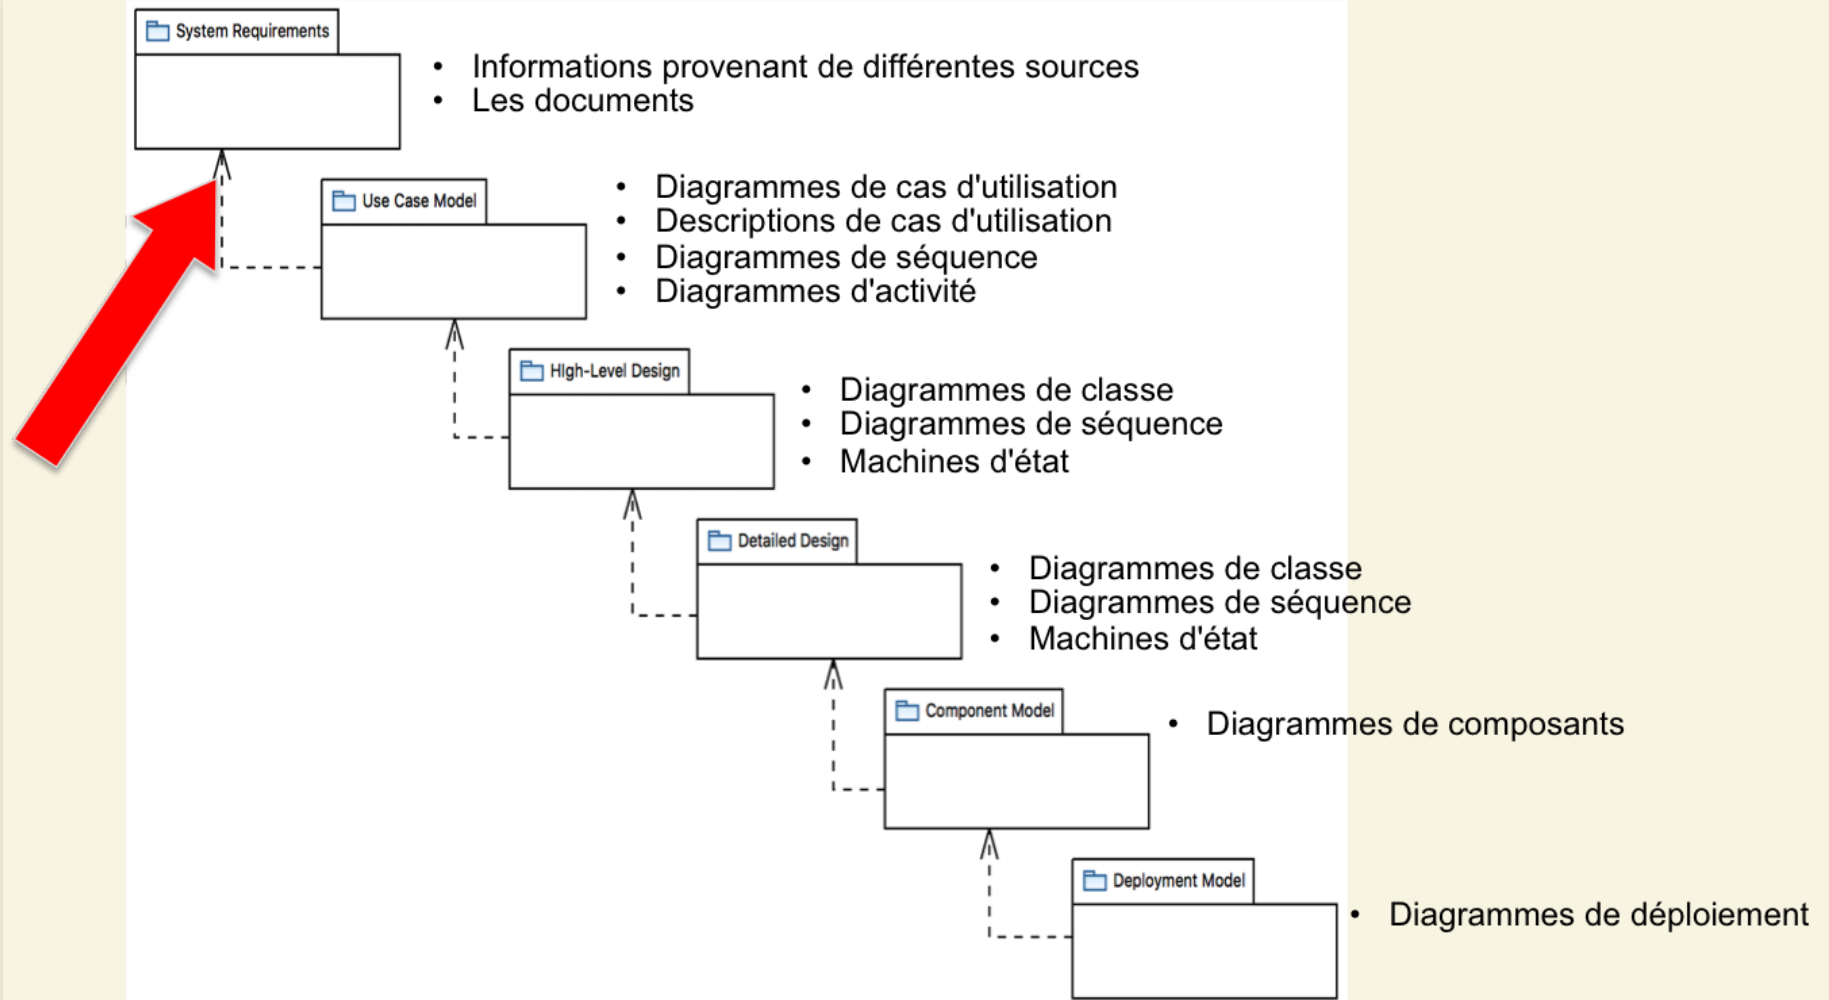 System Requirements
• Informations provenant de différentes sources
• Les documents
Use Case Model
• Diagrammes de cas d'utilisation
• Descriptions de cas d'utilisation
• Diagrammes de séquence
• Diagrammes d'activité
HIgh-Level Design
• Diagrammes de classe
• Diagrammes de séquence
• Machines d'état
Detailed Design
• Diagrammes de classe
• Diagrammes de séquence
• Machines d'état
Component Model
• Diagrammes de composants
Deployment Model
• Diagrammes de déploiement